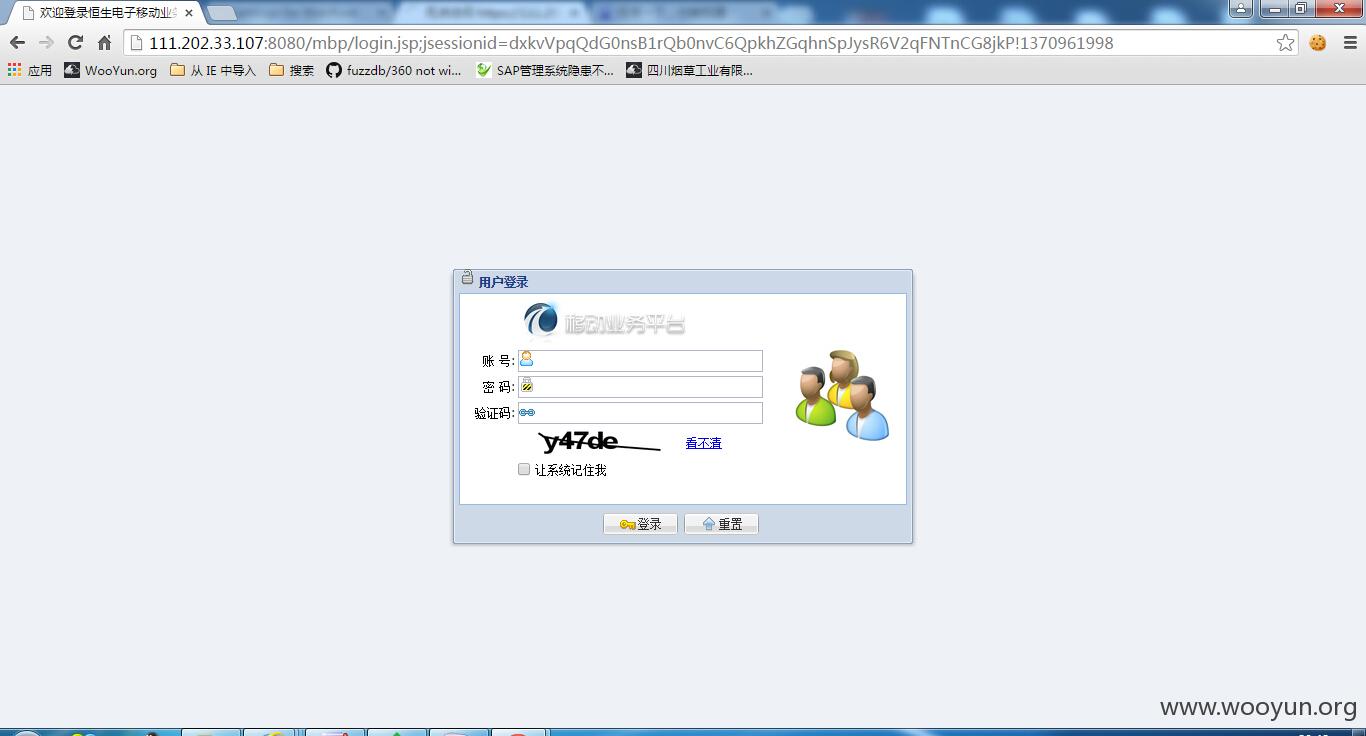 欢迎登录恒生电子移动业务
111.202.33.107:8080/mbp/login.jsp;jsessionid=dxkvVpqQdG0nsB1rQb0nvC6QpkhZGqhnSpJysR6V2qFNTnCG8jkP!1370961998
应用 WooYun.org 从 IE 中导入 搜索 fuzzdb/360 not wi... SAP管理系统隐患不... 四川烟草工业有限...
用户登录
移动业务平台
账 号:
密 码:
验证码:
y47de 看不清
让系统记住我
登录 重置
www.wooyun.org